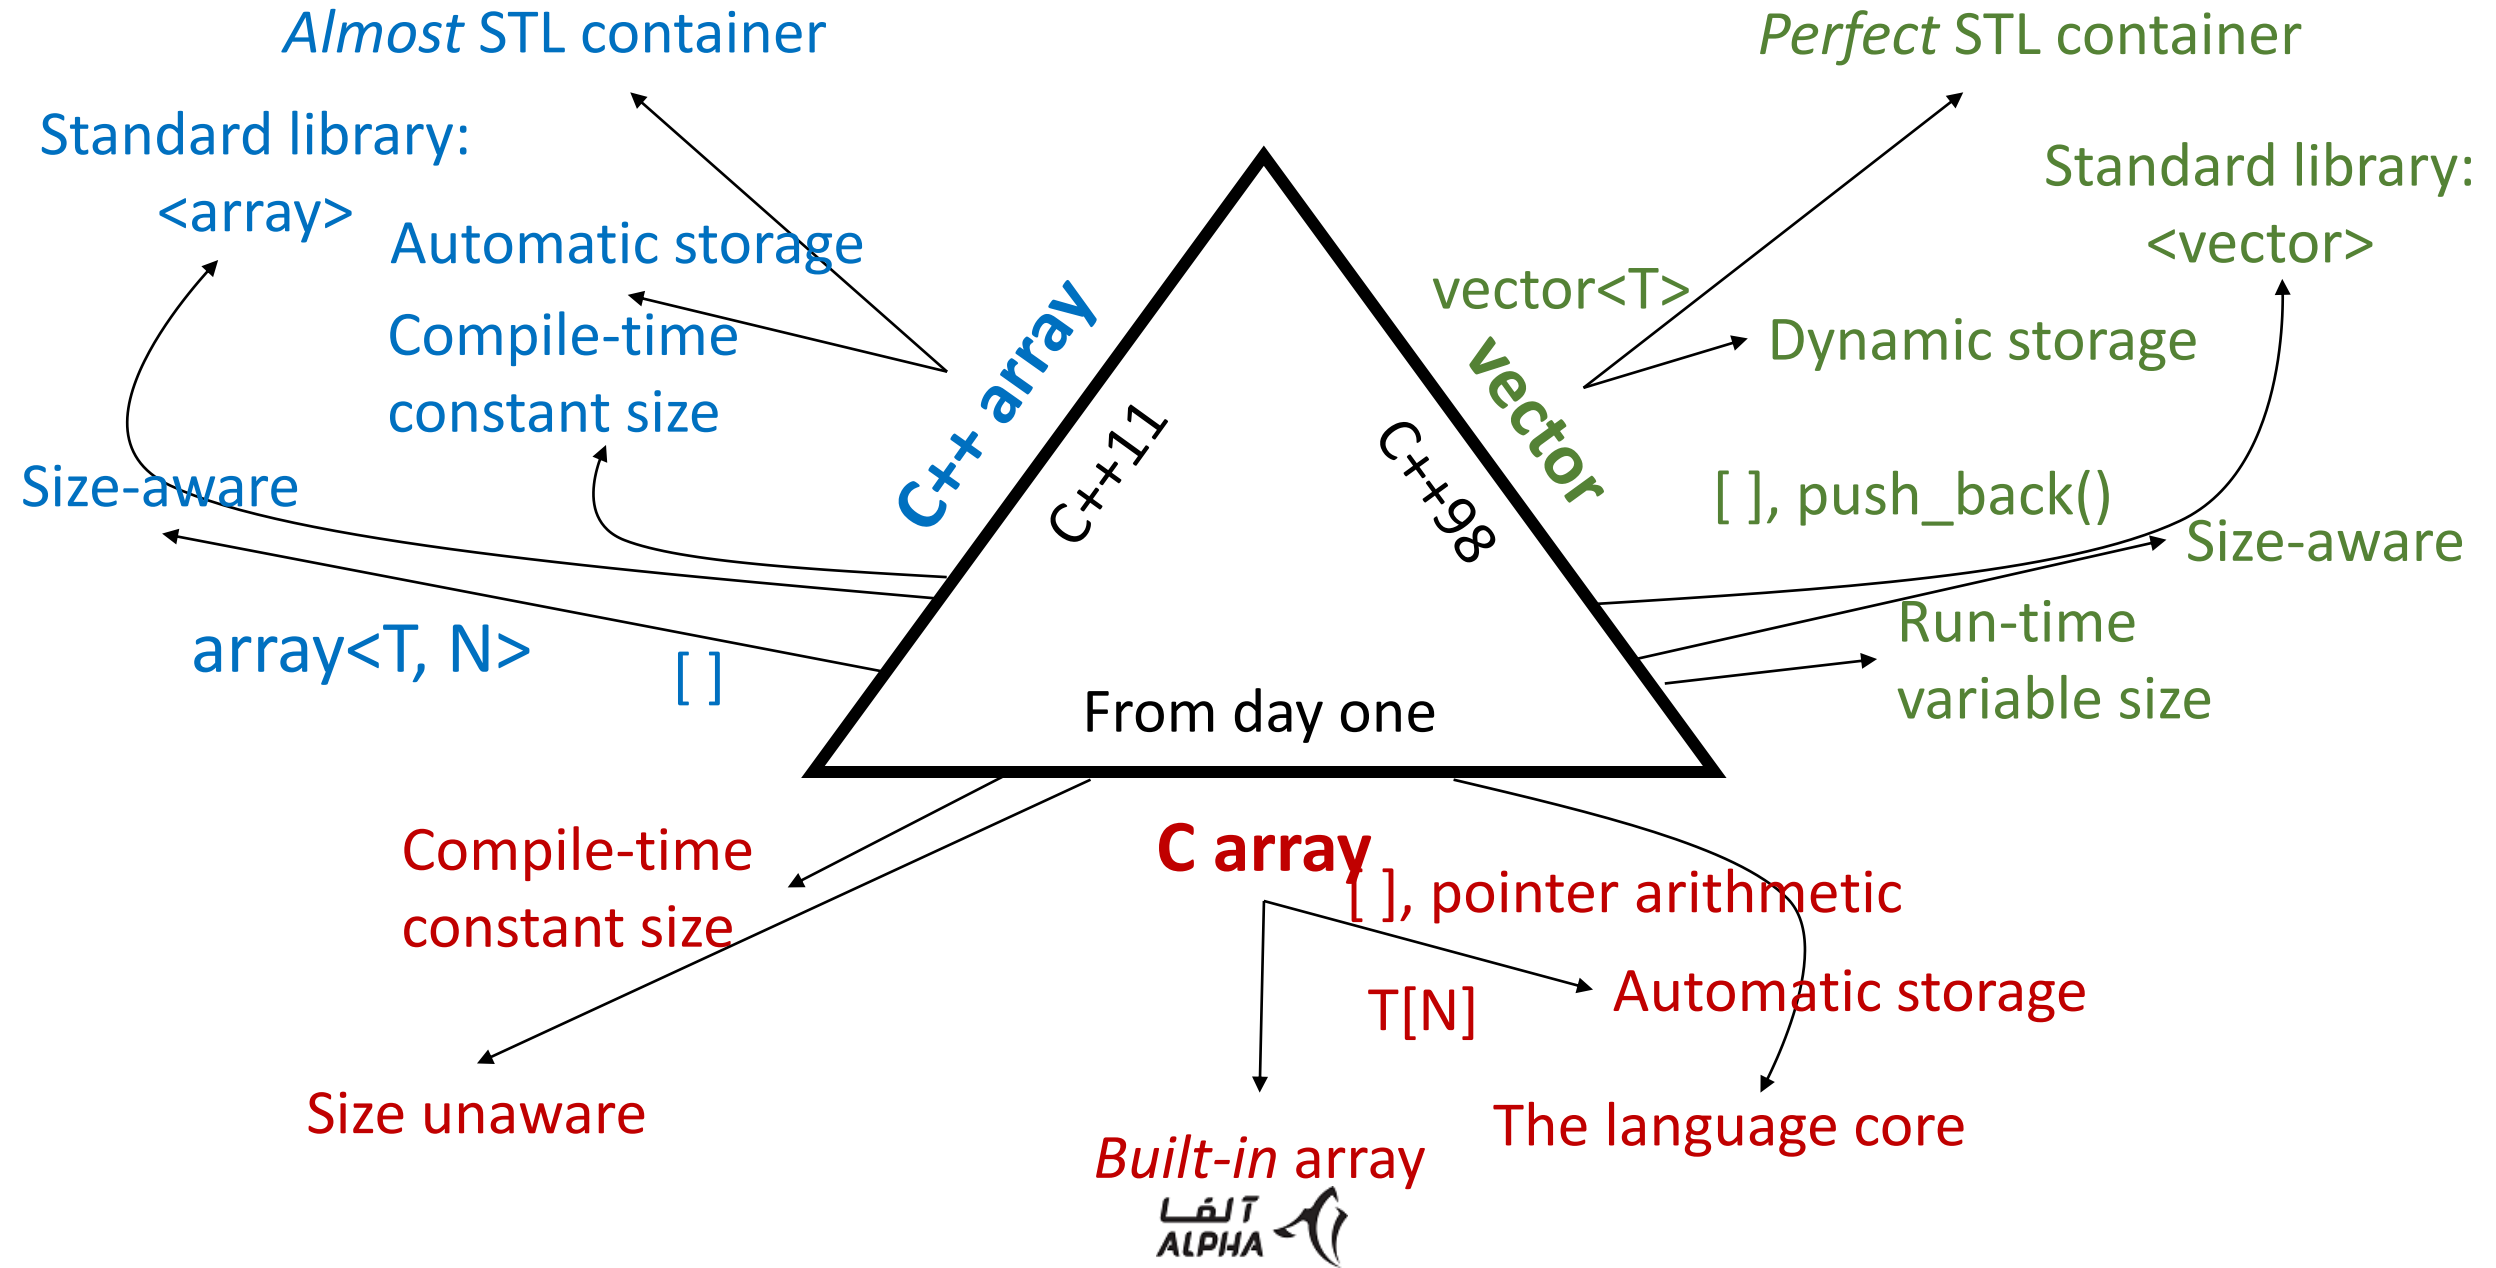 Almost STL container
Perfect STL container
Standard library:
<array>
Automatic storage
Compile-time
constant size
Size-aware
array<T, N>
[ ]
C++ array
C++11
Standard library:
<vector>
vector<T>
Dynamic storage
vector
C++98
[ ], push_back()
Size-aware
Run-time
variable size
From day one
C array
Compile-time
constant size
[ ], pointer arithmetic
T[N]
Automatic storage
Size unaware
The language core
Built-in array
آلفا
ALPHA